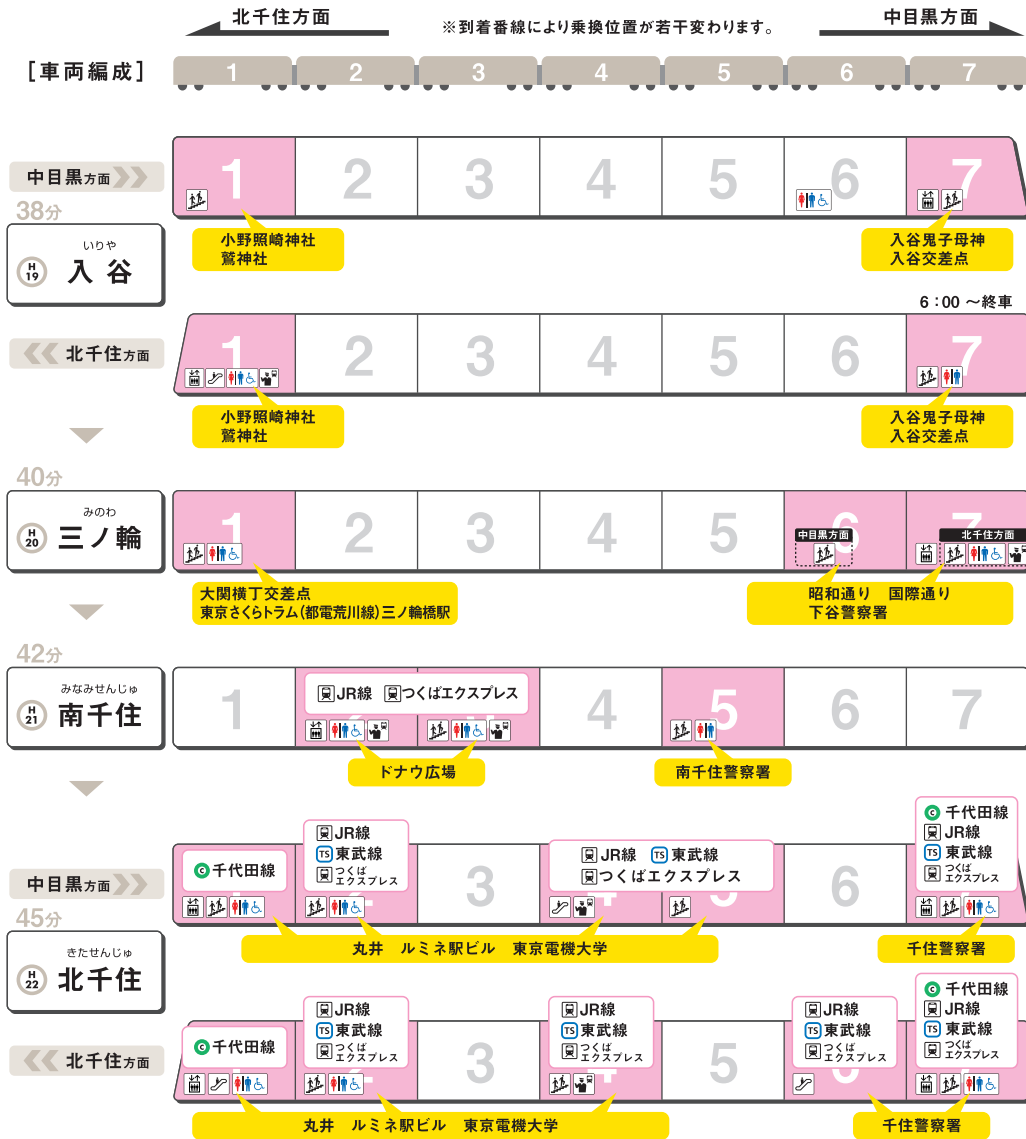 北千住方面
※到着番線により乗換位置が若干変わります。
中目黒方面
[車両編成]
1 2 3 4 5 6 7
中目黒方面
38分
いりや
H 19 入谷
1 2 3 4 5 6 7
小野照崎神社
鷲神社
入谷鬼子母神
入谷交差点
6:00 ～終車
北千住方面
1 2 3 4 5 6 7
小野照崎神社
鷲神社
入谷鬼子母神
入谷交差点
40分
みのわ
H 20 三ノ輪
1 2 3 4 5 6 7
中目黒方面
北千住方面
大関横丁交差点
東京さくらトラム(都電荒川線)三ノ輪橋駅
昭和通り 国際通り
下谷警察署
42分
みなみせんじゅ
H 21 南千住
1 4 5 6 7
JR線 つくばエクスプレス
ドナウ広場
南千住警察署
中目黒方面
45分
きたせんじゅ
H 22 北千住
3 6
C 千代田線
JR線
TS 東武線
つくば
エクスプレス
JR線 TS 東武線
つくばエクスプレス
C 千代田線
JR線
TS 東武線
つくば
エクスプレス
丸井 ルミネ駅ビル 東京電機大学
千住警察署
北千住方面
3 5
C 千代田線
JR線
TS 東武線
つくば
エクスプレス
JR線
TS 東武線
つくば
エクスプレス
JR線
TS 東武線
つくば
エクスプレス
C 千代田線
JR線
TS 東武線
つくば
エクスプレス
丸井 ルミネ駅ビル 東京電機大学
千住警察署